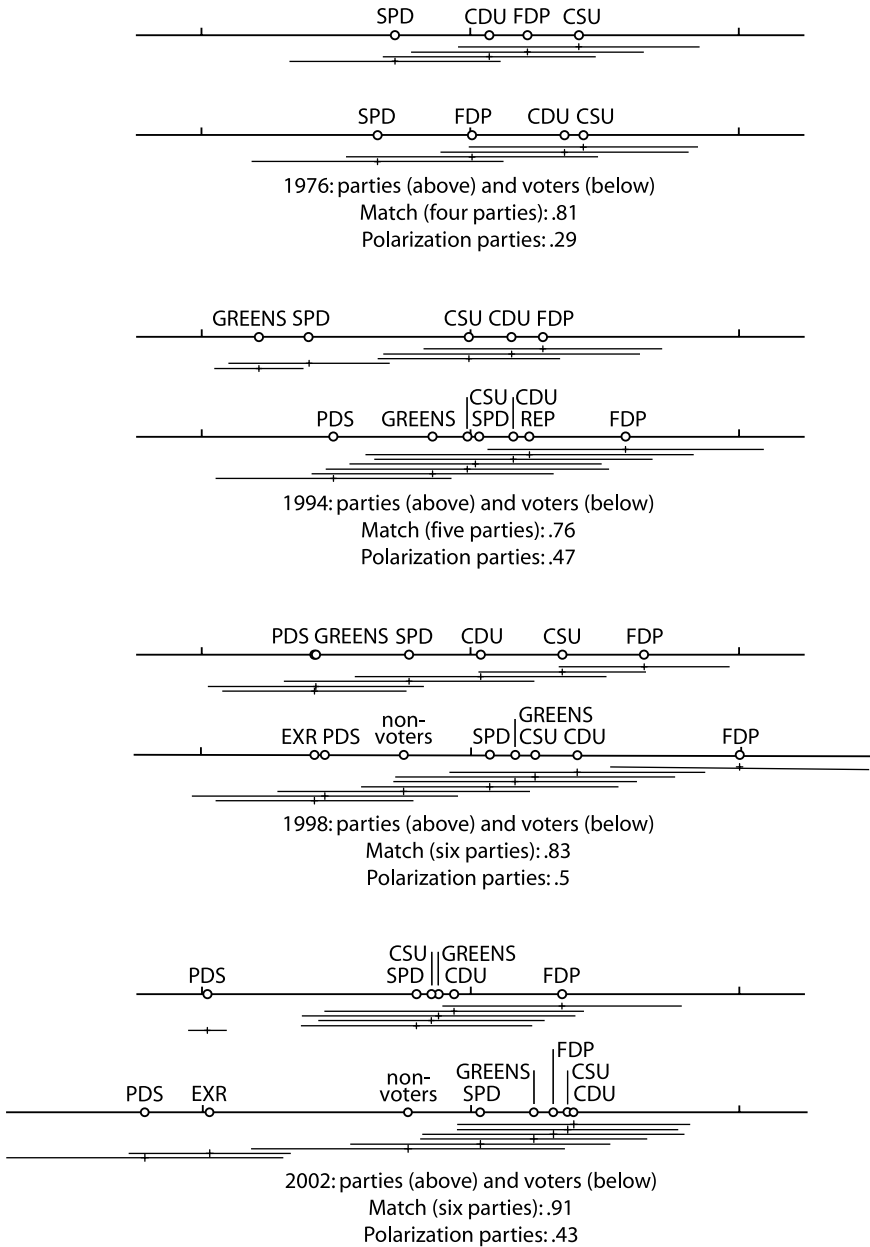 SPD CDU FDP CSU
SPD FDP CDU CSU
1976: parties (above) and voters (below)
Match (four parties): .81
Polarization parties: .29
GREENS SPD CSU CDU FDP
CSU CDU
PDS GREENS SPD REP FDP
1994: parties (above) and voters (below)
Match (five parties): .76
Polarization parties: .47
PDS GREENS SPD CDU CSU FDP
non- GREENS
EXR PDS voters SPD CSU CDU FDP
1998: parties (above) and voters (below)
Match (six parties): .83
Polarization parties: .5
CSU GREENS
PDS SPD CDU FDP
FDP
non- GREENS CSU
PDS EXR voters SPD CDU
2002: parties (above) and voters (below)
Match (six parties): .91
Polarization parties: .43